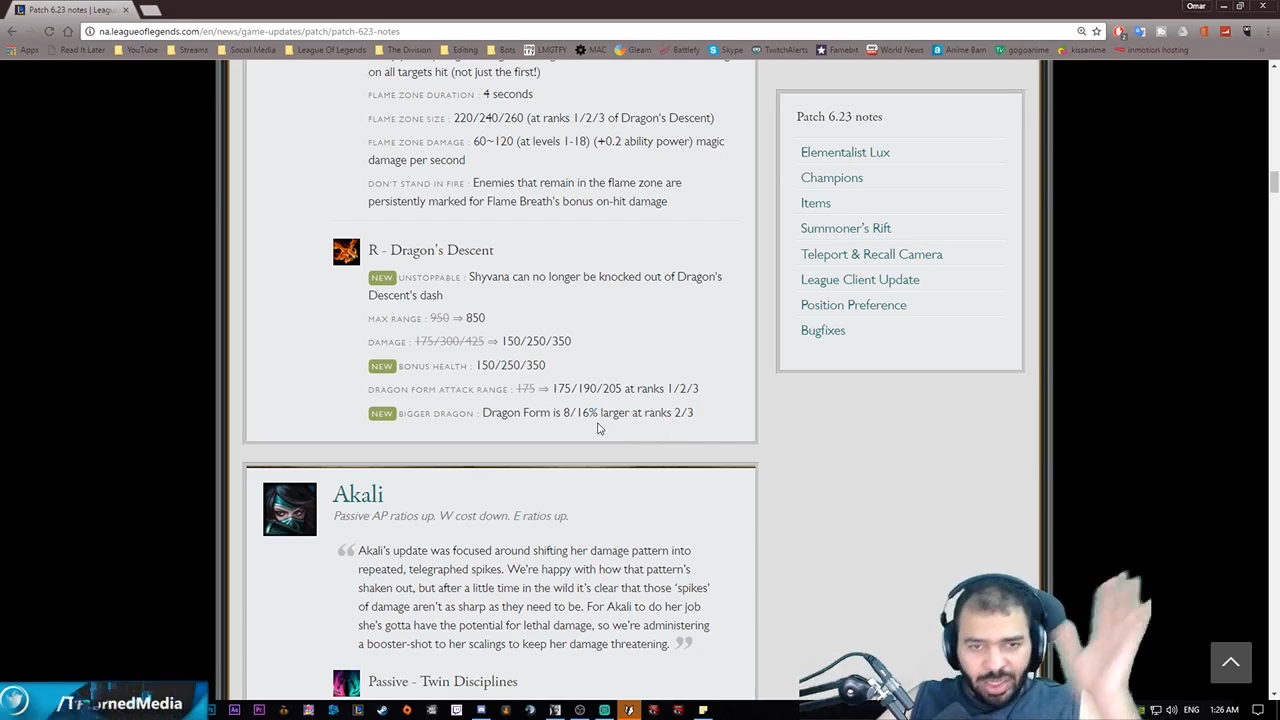 Patch 6.23 notes | Leagu
Omar
na.leagueoflegends.com/en/news/game-updates/patch/patch-623-notes
Apps Read It Later YouTube Streams Social Media League Of Legends The Division Editing Bots LMGTFY MAC Gleam Battlefy Skype TwitchAlerts Famebit World News Anime Bam gogoanime kissanime inmotion hosting
on all targets hit (not just the first!)
FLAME ZONE DURATION : 4 seconds
FLAME ZONE SIZE : 220/240/260 (at ranks 1/2/3 of Dragon's Descent)
FLAME ZONE DAMAGE : 60~120 (at levels 1-18) (+0.2 ability power) magic
damage per second
DON'T STAND IN FIRE : Enemies that remain in the flame zone are
persistently marked for Flame Breath's bonus on-hit damage
R - Dragon's Descent
NEW UNSTOPPABLE : Shyvana can no longer be knocked out of Dragon's
Descent's dash
MAX RANGE : 950 ⇒ 850
DAMAGE : 175/300/425 ⇒ 150/250/350
NEW BONUS HEALTH : 150/250/350
DRAGON FORM ATTACK RANGE : 175 ⇒ 175/190/205 at ranks 1/2/3
NEW BIGGER DRAGON : Dragon Form is 8/16% larger at ranks 2/3
Akali
Passive AP ratios up. W cost down. E ratios up.
Akali's update was focused around shifting her damage pattern into
repeated, telegraphed spikes. We're happy with how that pattern's
shaken out, but after a little time in the wild it's clear that those 'spikes'
of damage aren't as sharp as they need to be. For Akali to do her job
she's gotta have the potential for lethal damage, so we're administering
a booster-shot to her scalings to keep her damage threatening.
Passive - Twin Disciplines
Patch 6.23 notes
Elementalist Lux
Champions
Items
Summoner's Rift
Teleport & Recall Camera
League Client Update
Position Preference
Bugfixes
ENG 1:26 AM